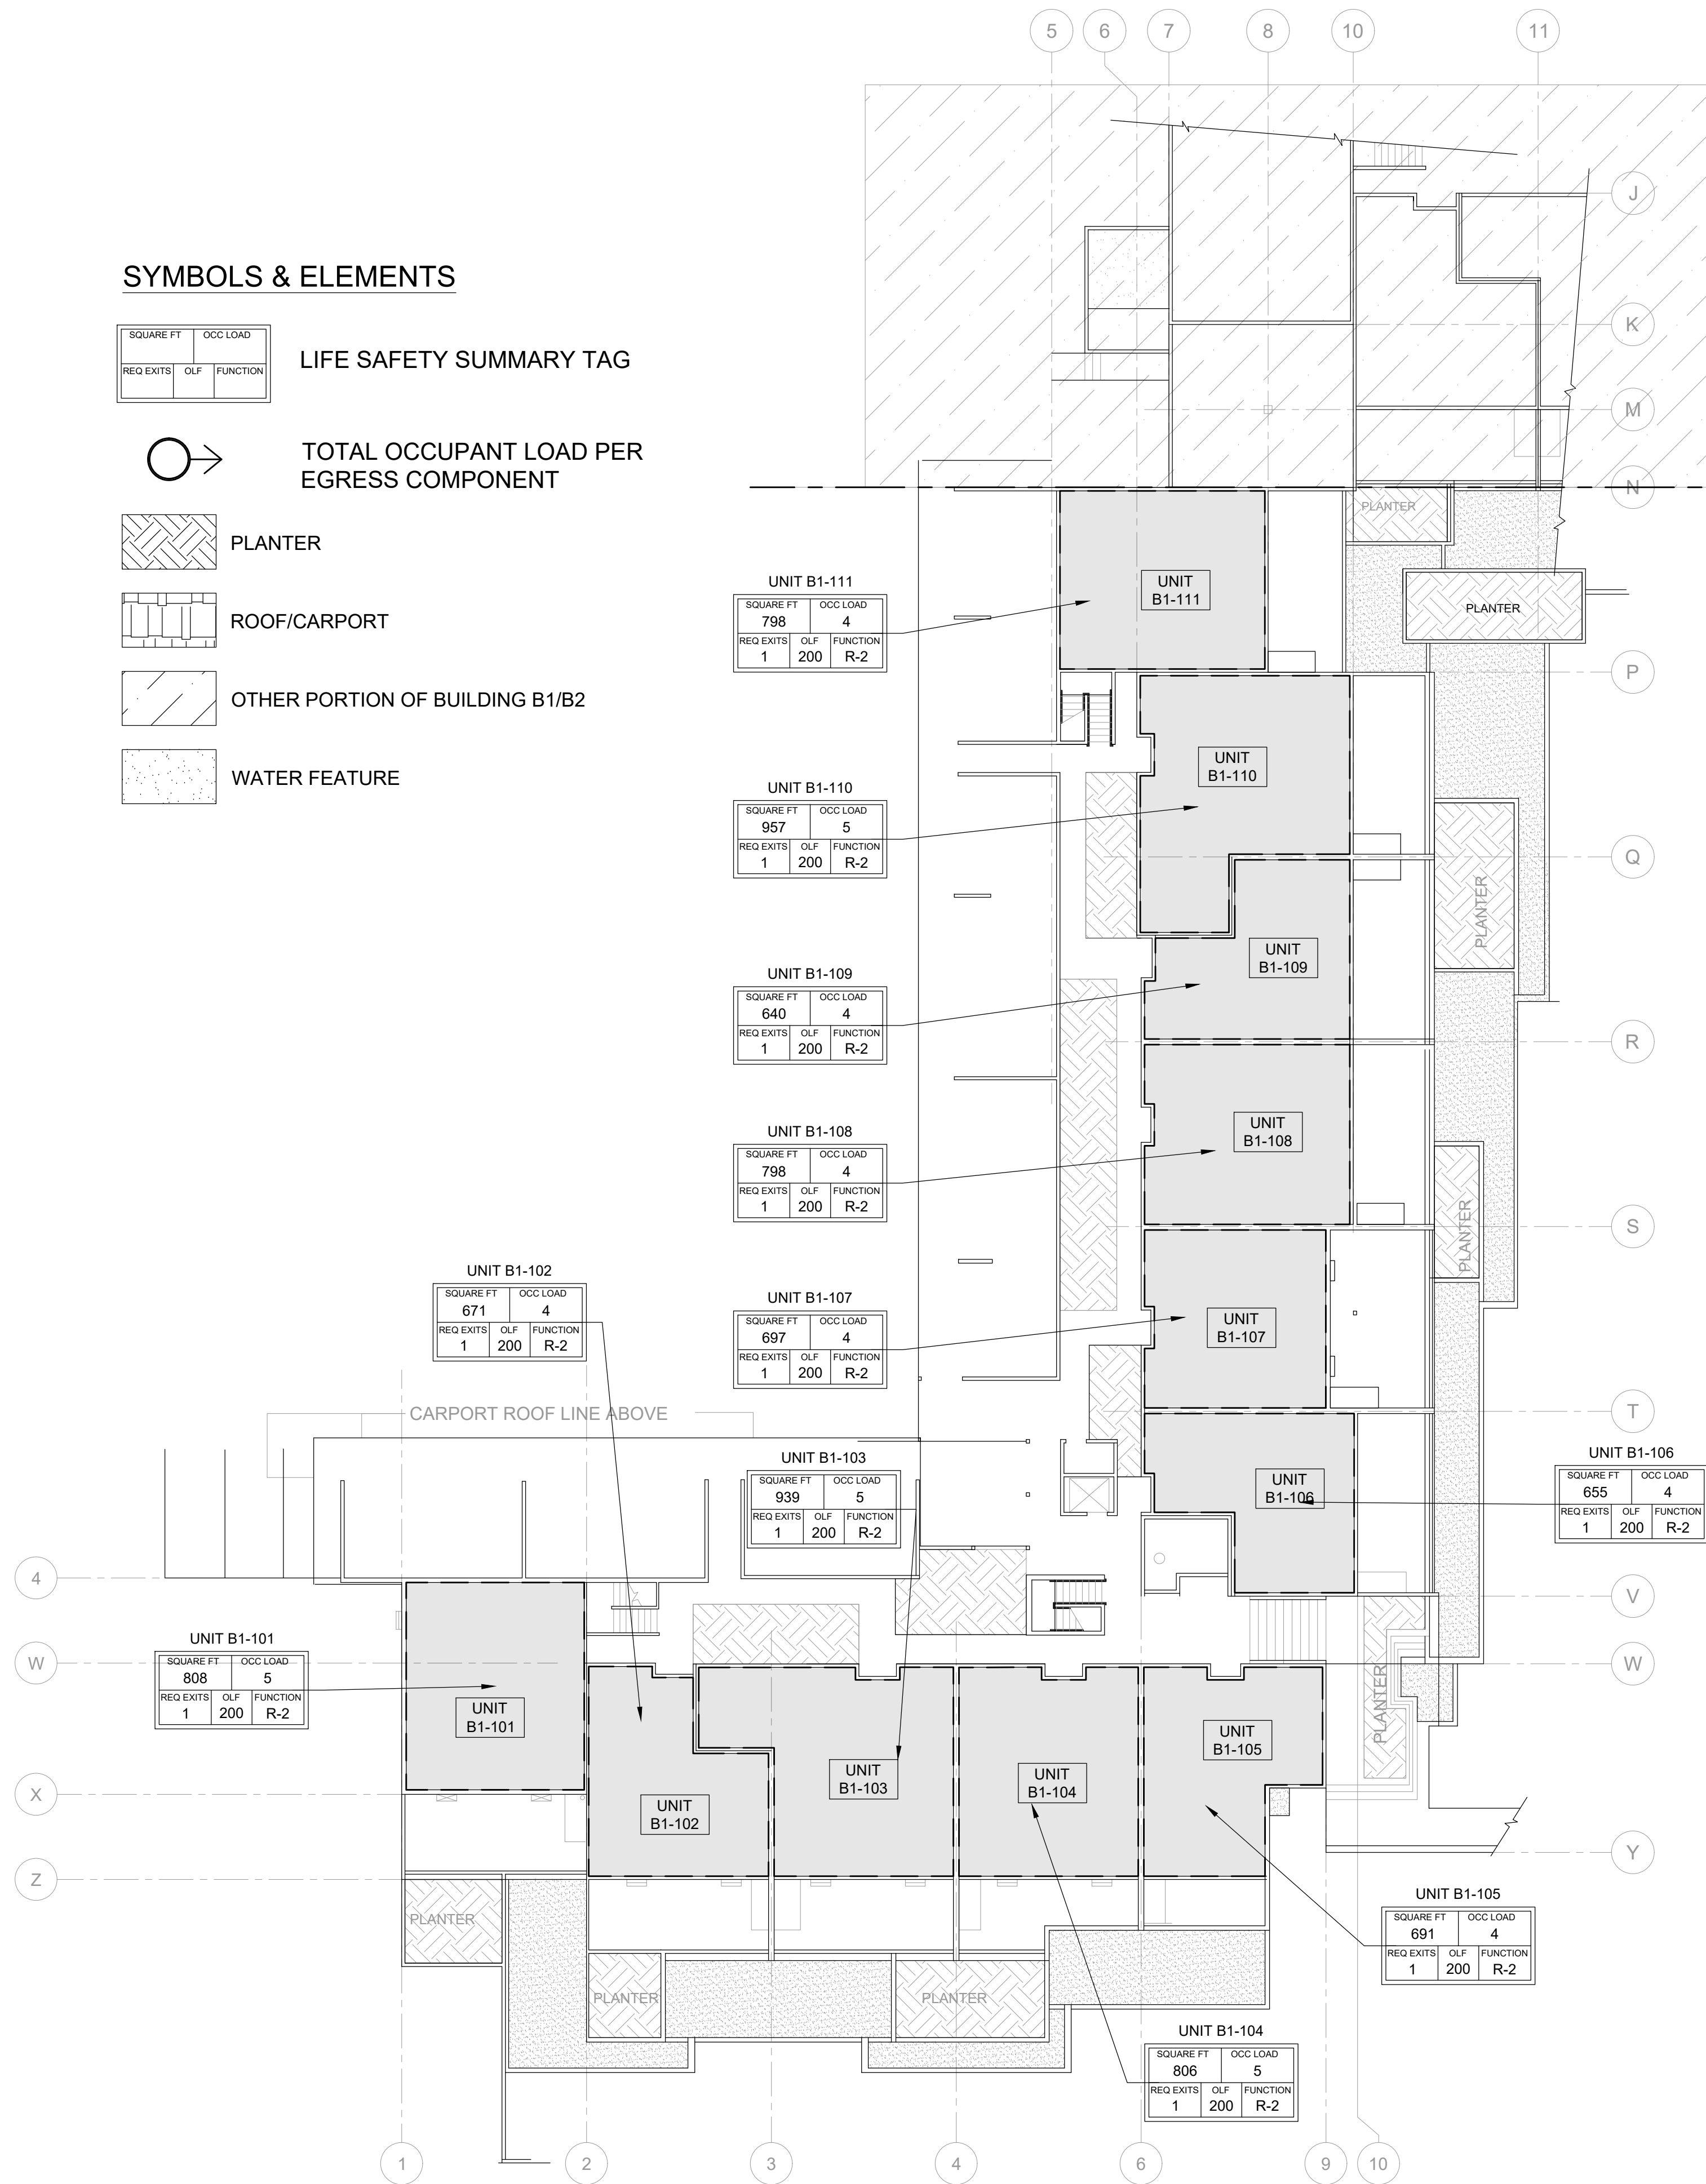 5 6 7 8 10 11
J
SYMBOLS & ELEMENTS
SQUARE FT OCC LOAD
REQ EXITS OLF FUNCTION
LIFE SAFETY SUMMARY TAG
K
M
TOTAL OCCUPANT LOAD PER
EGRESS COMPONENT
N
PLANTER
PLANTER
ROOF/CARPORT
OTHER PORTION OF BUILDING B1/B2
WATER FEATURE
UNIT B1-111
SQUARE FT OCC LOAD
798 4
REQ EXITS OLF FUNCTION
1 200 R-2
UNIT
B1-111
PLANTER
P
UNIT
B1-110
UNIT B1-110
SQUARE FT OCC LOAD
957 5
REQ EXITS OLF FUNCTION
1 200 R-2
Q
PLANTER
UNIT
B1-109
UNIT B1-109
SQUARE FT OCC LOAD
640 4
REQ EXITS OLF FUNCTION
1 200 R-2
R
UNIT B1-108
SQUARE FT OCC LOAD
798 4
REQ EXITS OLF FUNCTION
1 200 R-2
UNIT
B1-108
S
PLANTER
UNIT B1-102
SQUARE FT OCC LOAD
671 4
REQ EXITS OLF FUNCTION
1 200 R-2
UNIT B1-107
SQUARE FT OCC LOAD
697 4
REQ EXITS OLF FUNCTION
1 200 R-2
UNIT
B1-107
CARPORT ROOF LINE ABOVE
T
UNIT B1-103
SQUARE FT OCC LOAD
939 5
REQ EXITS OLF FUNCTION
1 200 R-2
UNIT
B1-106
UNIT B1-106
SQUARE FT OCC LOAD
655 4
REQ EXITS OLF FUNCTION
1 200 R-2
4
V
UNIT B1-101
SQUARE FT OCC LOAD
808 5
REQ EXITS OLF FUNCTION
1 200 R-2
W
W
UNIT
B1-101
PLANTER
UNIT
B1-105
X
UNIT
B1-102
UNIT
B1-103
UNIT
B1-104
Y
Z
PLANTER
UNIT B1-105
SQUARE FT OCC LOAD
691 4
REQ EXITS OLF FUNCTION
1 200 R-2
PLANTER
PLANTER
UNIT B1-104
SQUARE FT OCC LOAD
806 5
REQ EXITS OLF FUNCTION
1 200 R-2
1 2 3 4 6 9 10